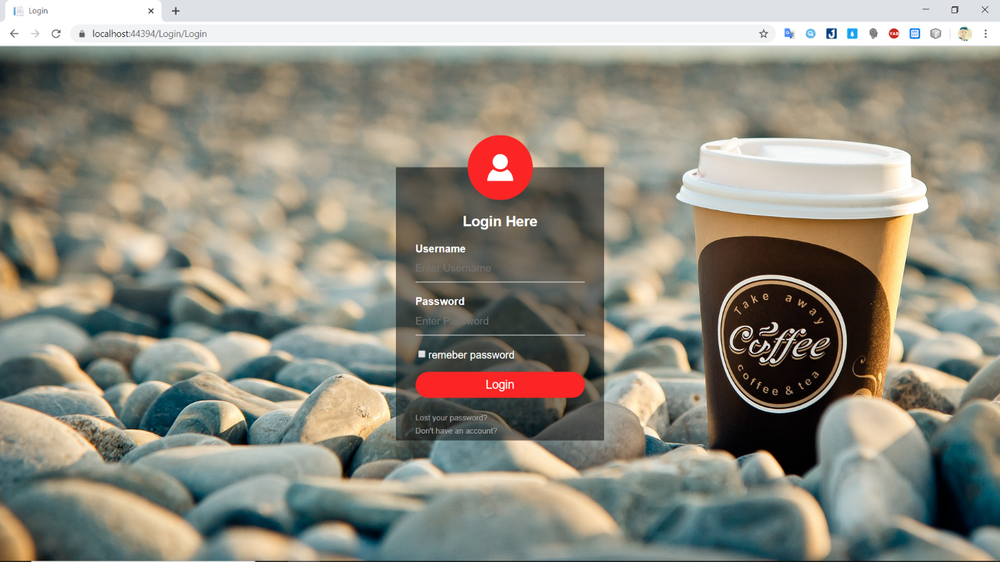 Login
localhost:44394/Login/Login
YAB
Login Here
Username
Enter Username
Password
Enter Password
remeber password
Login
Lost your password?
Don't have an account?
Take away
Coffee
coffee & tea